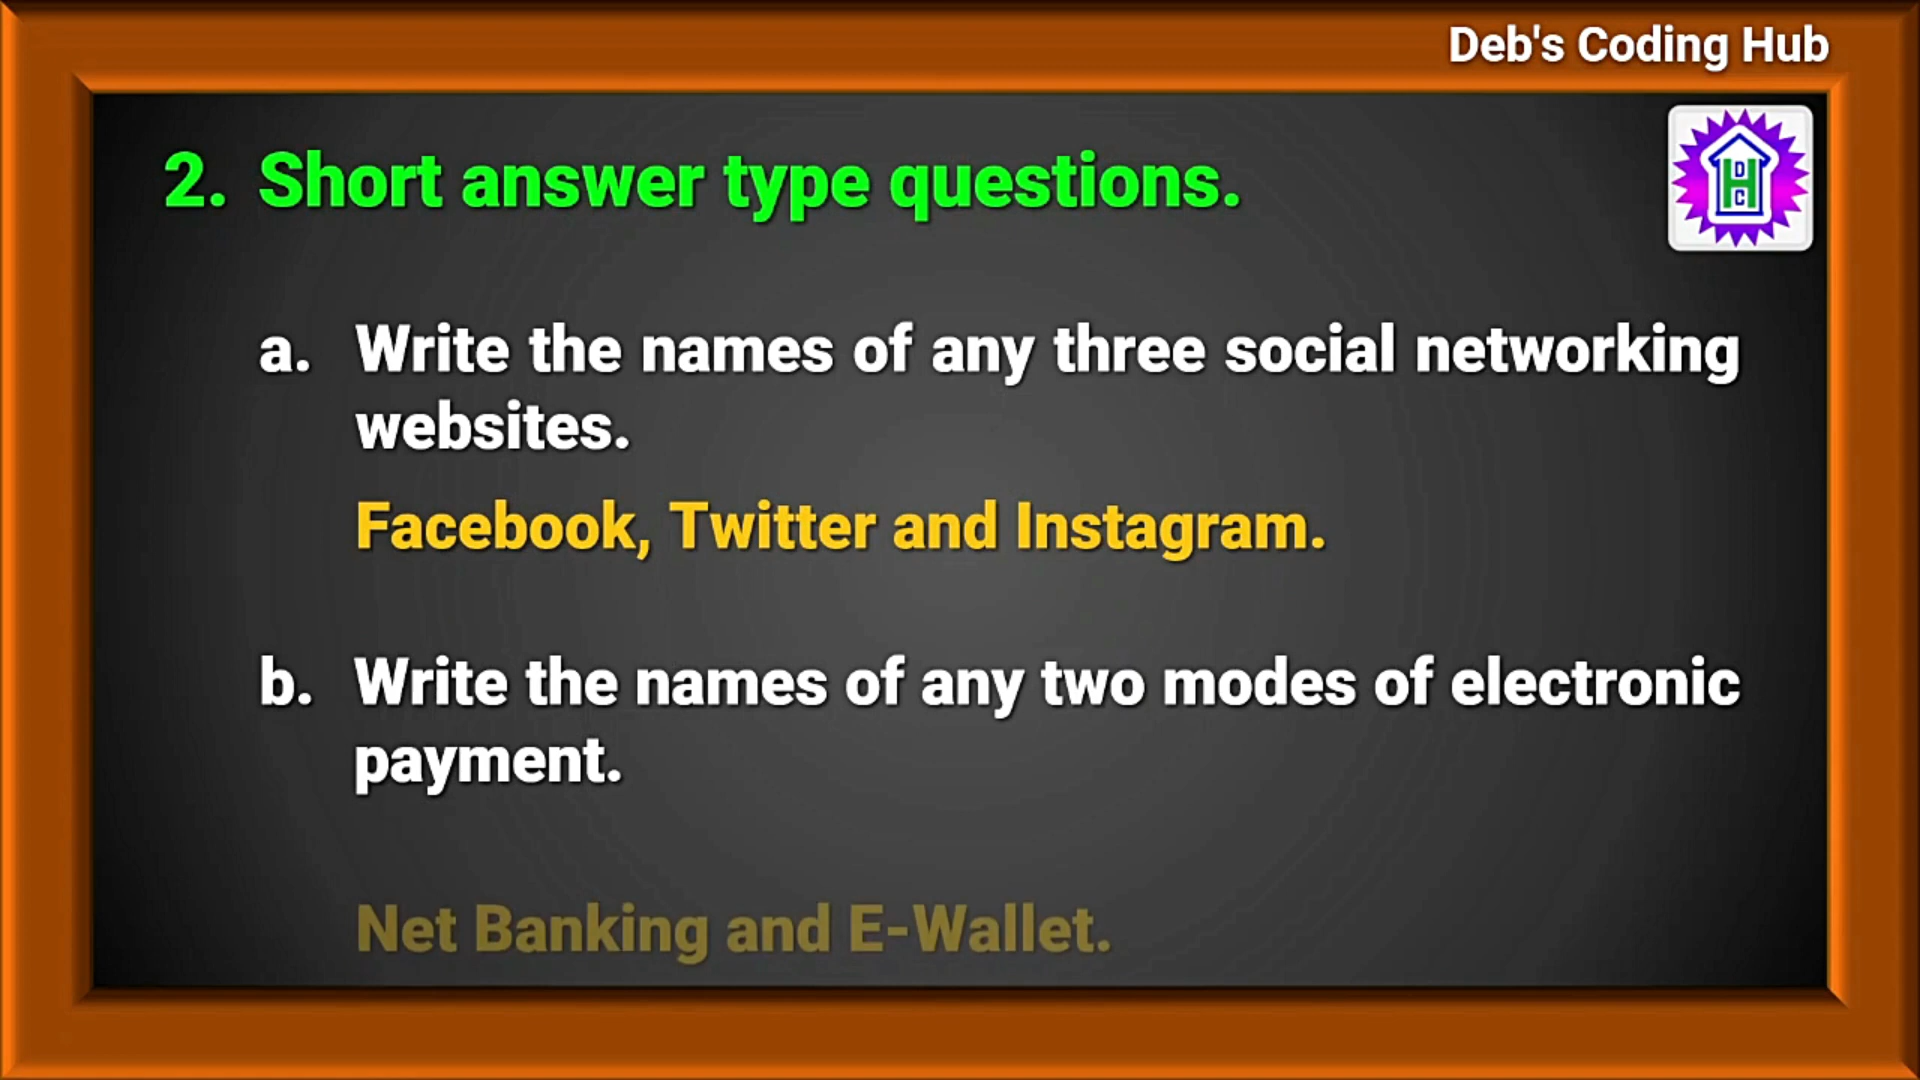 Deb's Coding Hub
D
H
C
2. Short answer type questions.
a. Write the names of any three social networking
websites.
Facebook, Twitter and Instagram.
b. Write the names of any two modes of electronic
payment.
Net Banking and E-Wallet.